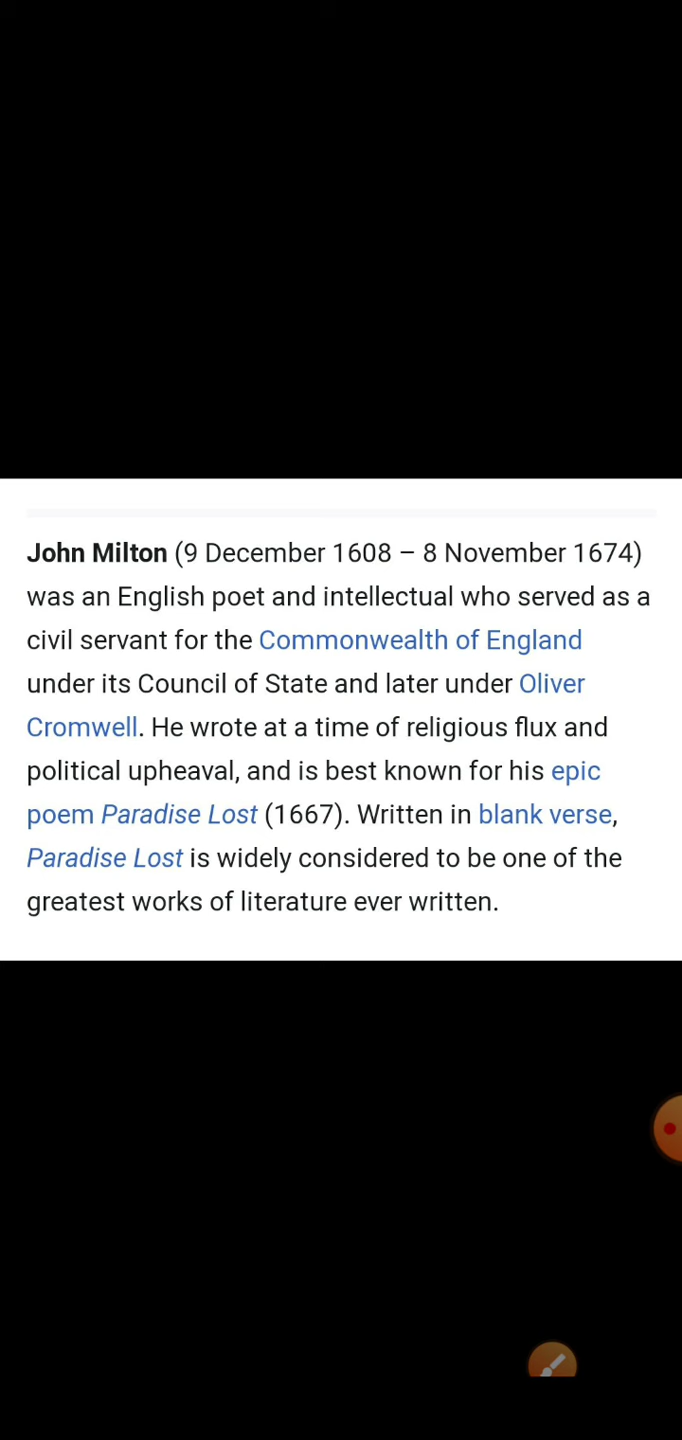 John Milton (9 December 1608 – 8 November 1674)
was an English poet and intellectual who served as a
civil servant for the Commonwealth of England
under its Council of State and later under Oliver
Cromwell. He wrote at a time of religious flux and
political upheaval, and is best known for his epic
poem Paradise Lost (1667). Written in blank verse,
Paradise Lost is widely considered to be one of the
greatest works of literature ever written.